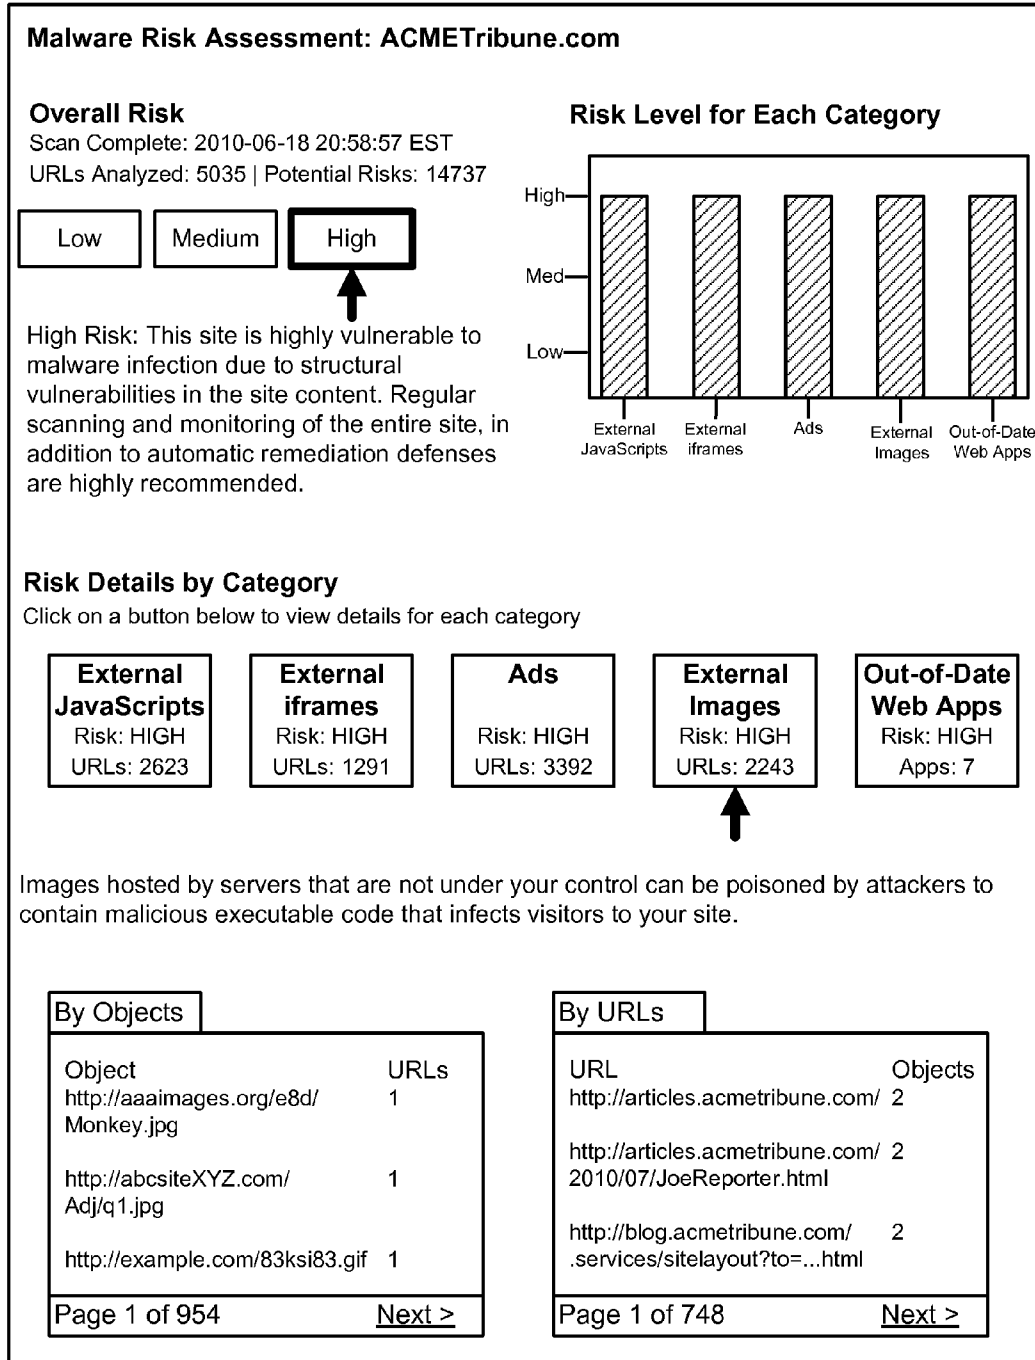 Malware Risk Assessment: ACMETribune.com
Overall Risk
Scan Complete: 2010-06-18 20:58:57 EST
URLs Analyzed: 5035 | Potential Risks: 14737
Low
Medium
High
High Risk: This site is highly vulnerable to
malware infection due to structural
vulnerabilities in the site content. Regular
scanning and monitoring of the entire site, in
addition to automatic remediation defenses
are highly recommended.
Risk Level for Each Category
High
Med
Low
External
JavaScripts
External
iframes
Ads
External
Images
Out-of-Date
Web Apps
Risk Details by Category
Click on a button below to view details for each category
External
JavaScripts
Risk: HIGH
URLs: 2623
External
iframes
Risk: HIGH
URLs: 1291
Ads
Risk: HIGH
URLs: 3392
External
Images
Risk: HIGH
URLs: 2243
Out-of-Date
Web Apps
Risk: HIGH
Apps: 7
Images hosted by servers that are not under your control can be poisoned by attackers to
contain malicious executable code that infects visitors to your site.
By Objects
Object URLs
http://aaaimages.org/e8d/ 1
Monkey.jpg
http://abcsiteXYZ.com/ 1
Adj/q1.jpg
http://example.com/83ksi83.gif 1
Page 1 of 954 Next >
By URLs
URL Objects
http://articles.acmetribune.com/ 2
http://articles.acmetribune.com/ 2
2010/07/JoeReporter.html
http://blog.acmetribune.com/ 2
.services/sitelayout?to=...html
Page 1 of 748 Next >